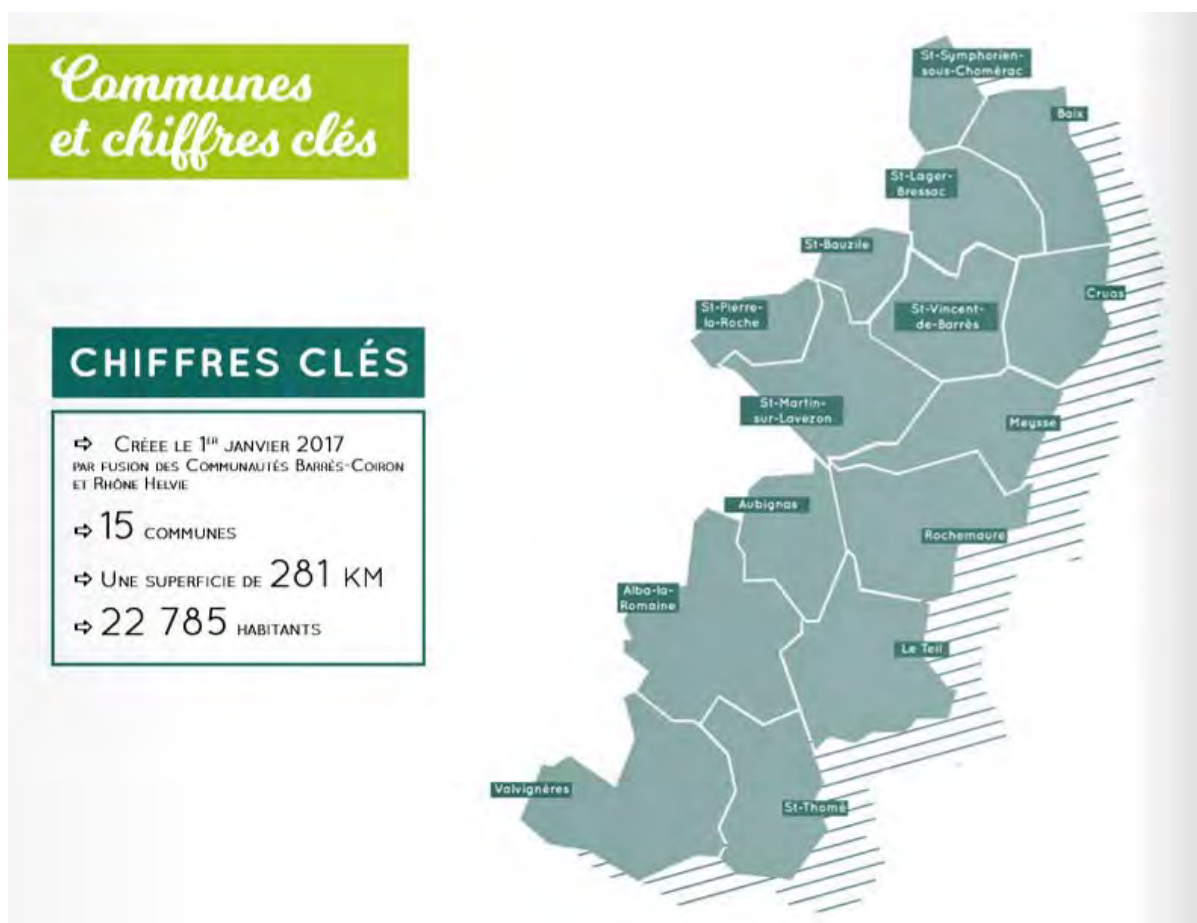 Communes
et chiffres clés
CHIFFRES CLÉS
⇨ Créee le 1er janvier 2017
par fusion des Communautés Barrès-Coiron
et Rhône Helvie
⇨ 15 communes
⇨ Une superficie de 281 km
⇨ 22 785 habitants
St-Symphorien-
sous-Chomérac
Baix
St-Lager-
Bressac
St-Bauzile
Cruas
St-Pierre-
la-Roche
St-Vincent-
de-Barrès
St-Martin-
sur-Lavezon
Meysse
Aubignas
Rochemaure
Alba-la-
Romaine
Le Teil
Valvignères
St-Thomé